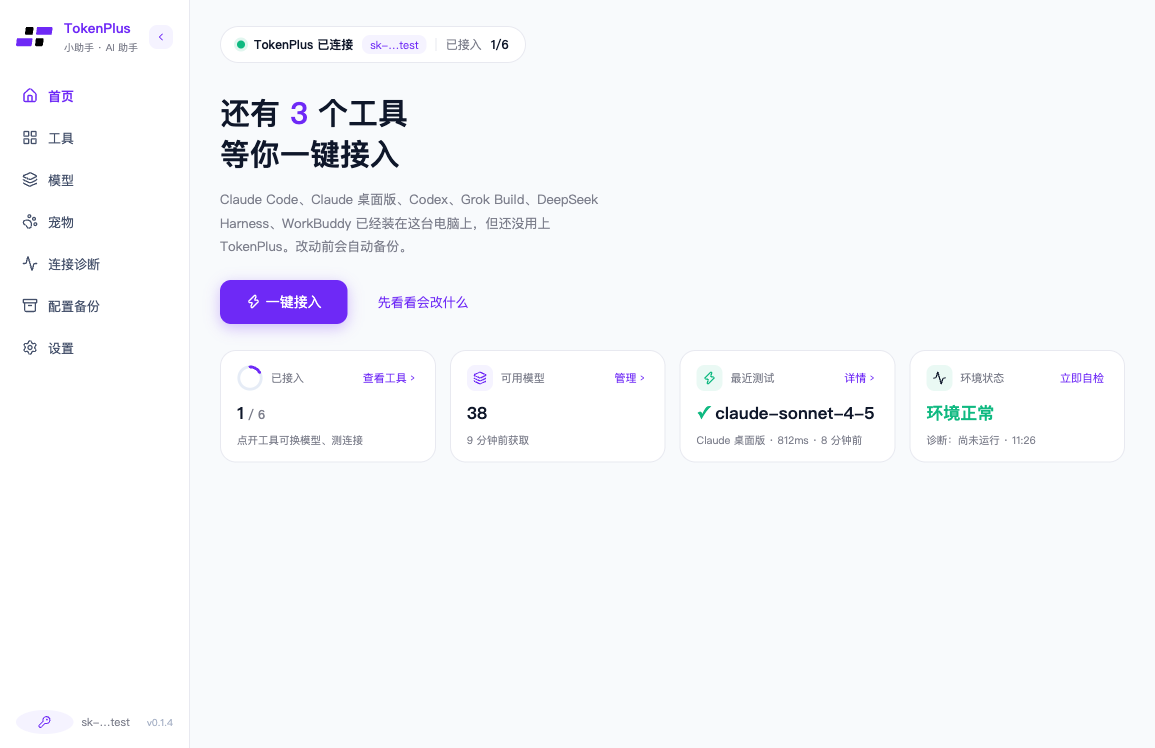 TokenPlus
小助手 · AI 助手
首页
工具
模型
宠物
连接诊断
配置备份
设置
sk-...test
v0.1.4
TokenPlus 已连接 sk-...test 已接入 1/6
还有 3 个工具
等你一键接入
Claude Code、Claude 桌面版、Codex、Grok Build、DeepSeek
Harness、WorkBuddy 已经装在这台电脑上，但还没用上
TokenPlus。改动前会自动备份。
一键接入
先看看会改什么
已接入 查看工具 ›
1 / 6
点开工具可换模型、测连接
可用模型 管理 ›
38
9 分钟前获取
最近测试 详情 ›
✓ claude-sonnet-4-5
Claude 桌面版 · 812ms · 8 分钟前
环境状态 立即自检
环境正常
诊断：尚未运行 · 11:26